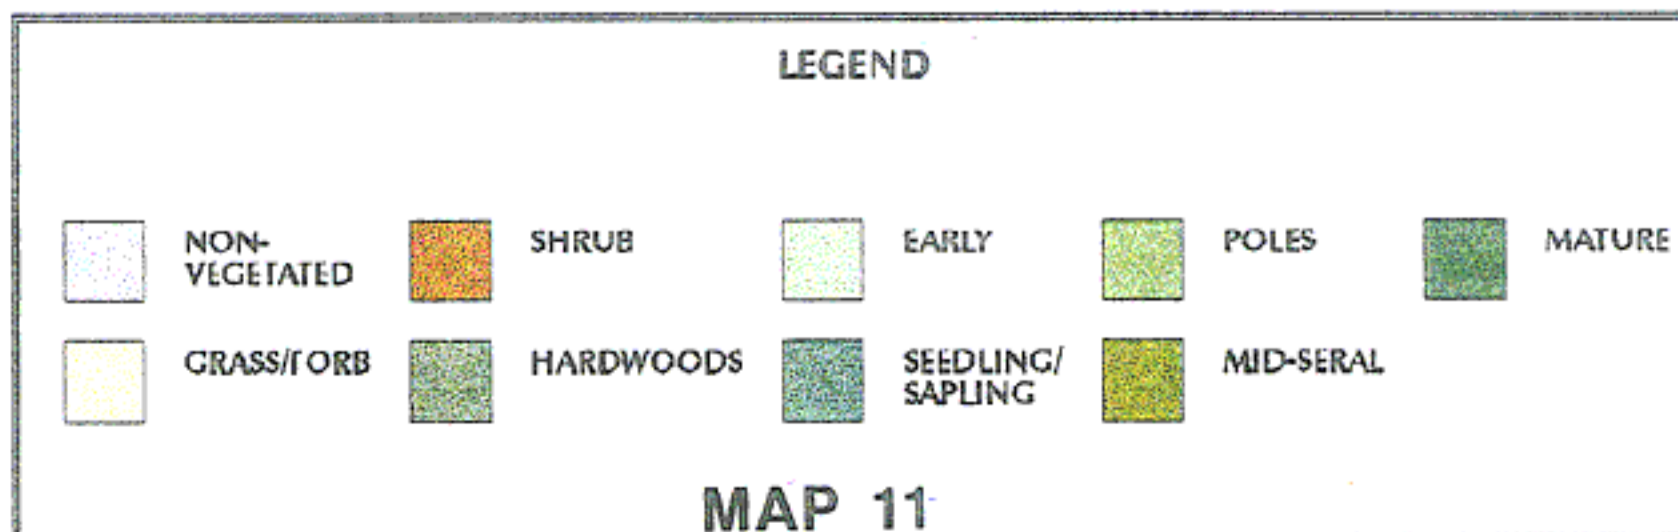 LEGEND
NON-
VEGETATED
SHRUB
EARLY
POLES
MATURE
GRASS/FORB
HARDWOODS
SEEDLING/
SAPLING
MID-SERAL
MAP 11